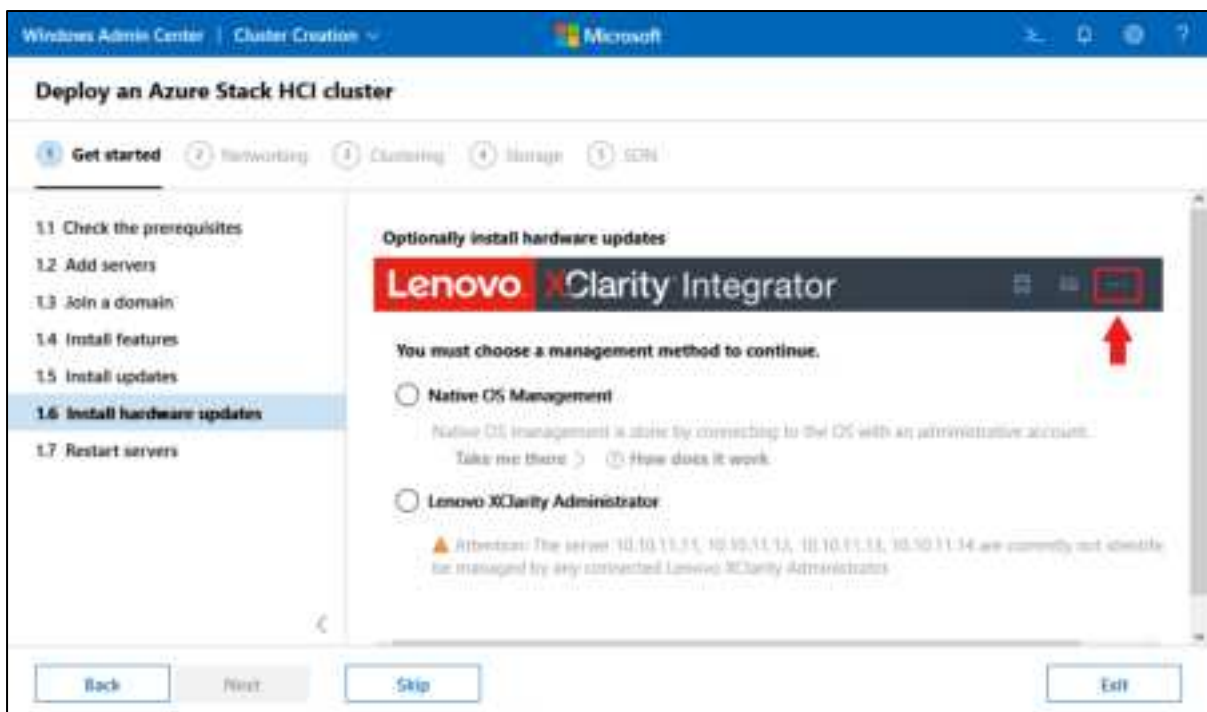 Windows Admin Center | Cluster Creation
Microsoft
?
Deploy an Azure Stack HCI cluster
1 Get started 2 Networking 3 Clustering 4 Storage 5 SDN
1.1 Check the prerequisites
1.2 Add servers
1.3 Join a domain
1.4 Install features
1.5 Install updates
1.6 Install hardware updates
1.7 Restart servers
Optionally install hardware updates
Lenovo XClarity Integrator
You must choose a management method to continue.
Native OS Management
Native OS management is done by connecting to the OS with an administrative account.
Take me there > ? How does it work
Lenovo XClarity Administrator
Attention: The server 10.10.11.11, 10.10.11.12, 10.10.11.13, 10.10.11.14 are currently not identifie
be managed by any connected Lenovo XClarity Administrator
Back Next Skip Exit